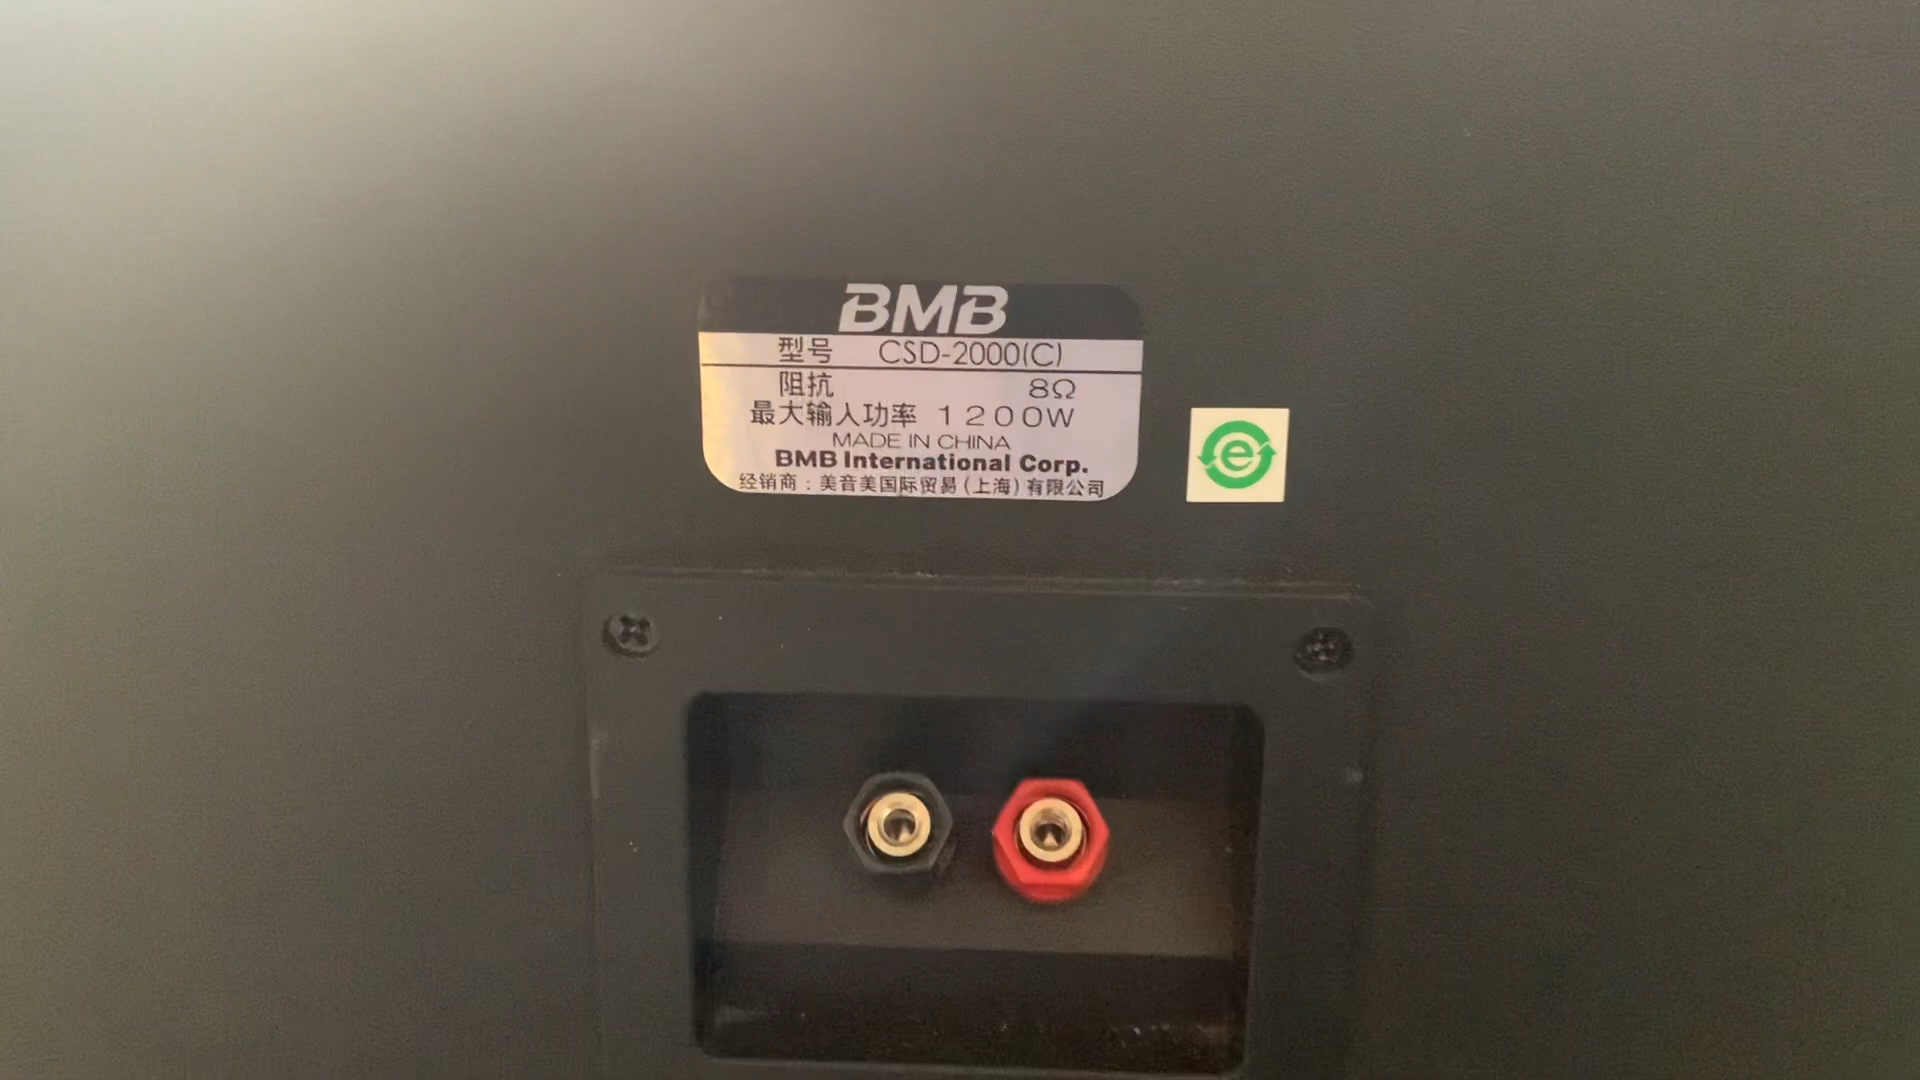 BMB
型号 CSD-2000(C)
阻抗 8Ω
最大输入功率 1200W
MADE IN CHINA
BMB International Corp.
经销商：美音美国际贸易(上海)有限公司
e